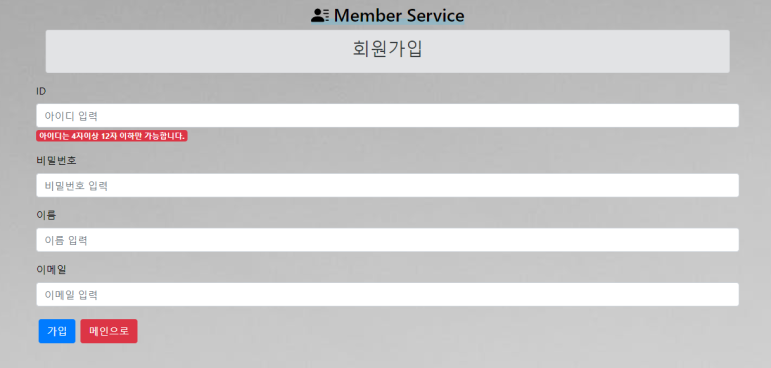 Member Service
회원가입
ID
아이디 입력
아이디는 4자이상 12자 이하만 가능합니다.
비밀번호
비밀번호 입력
이름
이름 입력
이메일
이메일 입력
가입 메인으로